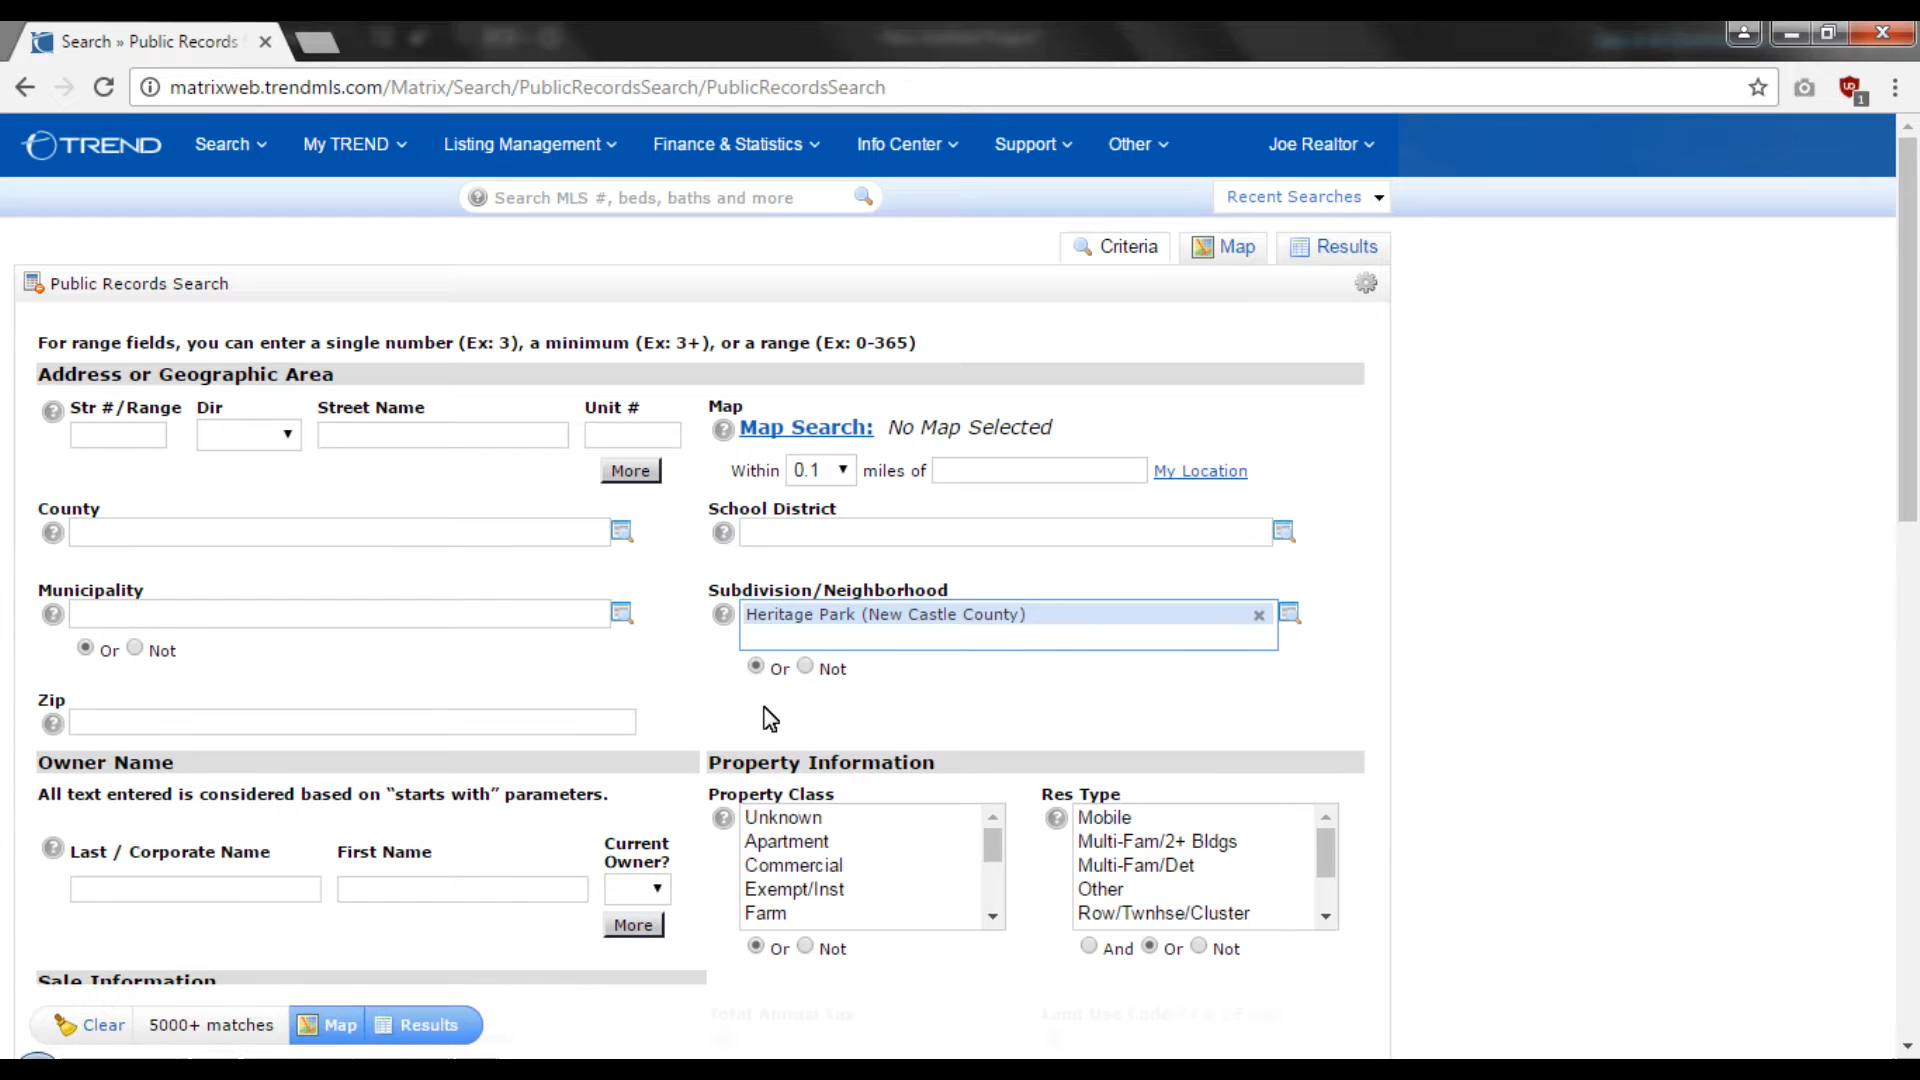 Search » Public Records
matrixweb.trendmls.com/Matrix/Search/PublicRecordsSearch/PublicRecordsSearch
1
TREND Search My TREND Listing Management Finance & Statistics Info Center Support Other Joe Realtor
Search MLS #, beds, baths and more
Recent Searches
Criteria Map Results
Public Records Search
For range fields, you can enter a single number (Ex: 3), a minimum (Ex: 3+), or a range (Ex: 0-365)
Address or Geographic Area
Str #/Range Dir Street Name Unit #
More
Map
Map Search: No Map Selected
Within 0.1 miles of My Location
County
School District
Municipality
Or Not
Subdivision/Neighborhood
Heritage Park (New Castle County)
Or Not
Zip
Owner Name
All text entered is considered based on “starts with” parameters.
Last / Corporate Name First Name Current
Owner?
More
Property Information
Property Class
Unknown
Apartment
Commercial
Exempt/Inst
Farm
Or Not
Res Type
Mobile
Multi-Fam/2+ Bldgs
Multi-Fam/Det
Other
Row/Twnhse/Cluster
And Or Not
Sale Information
Total Annual Tax
Land Use Code
Clear 5000+ matches Map Results